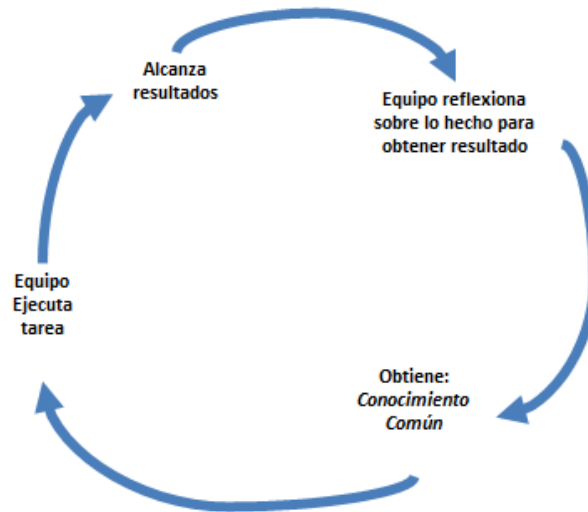 Alcanza
resultados
Equipo reflexiona
sobre lo hecho para
obtener resultado
Obtiene:
Conocimiento
Común
Equipo
Ejecuta
tarea